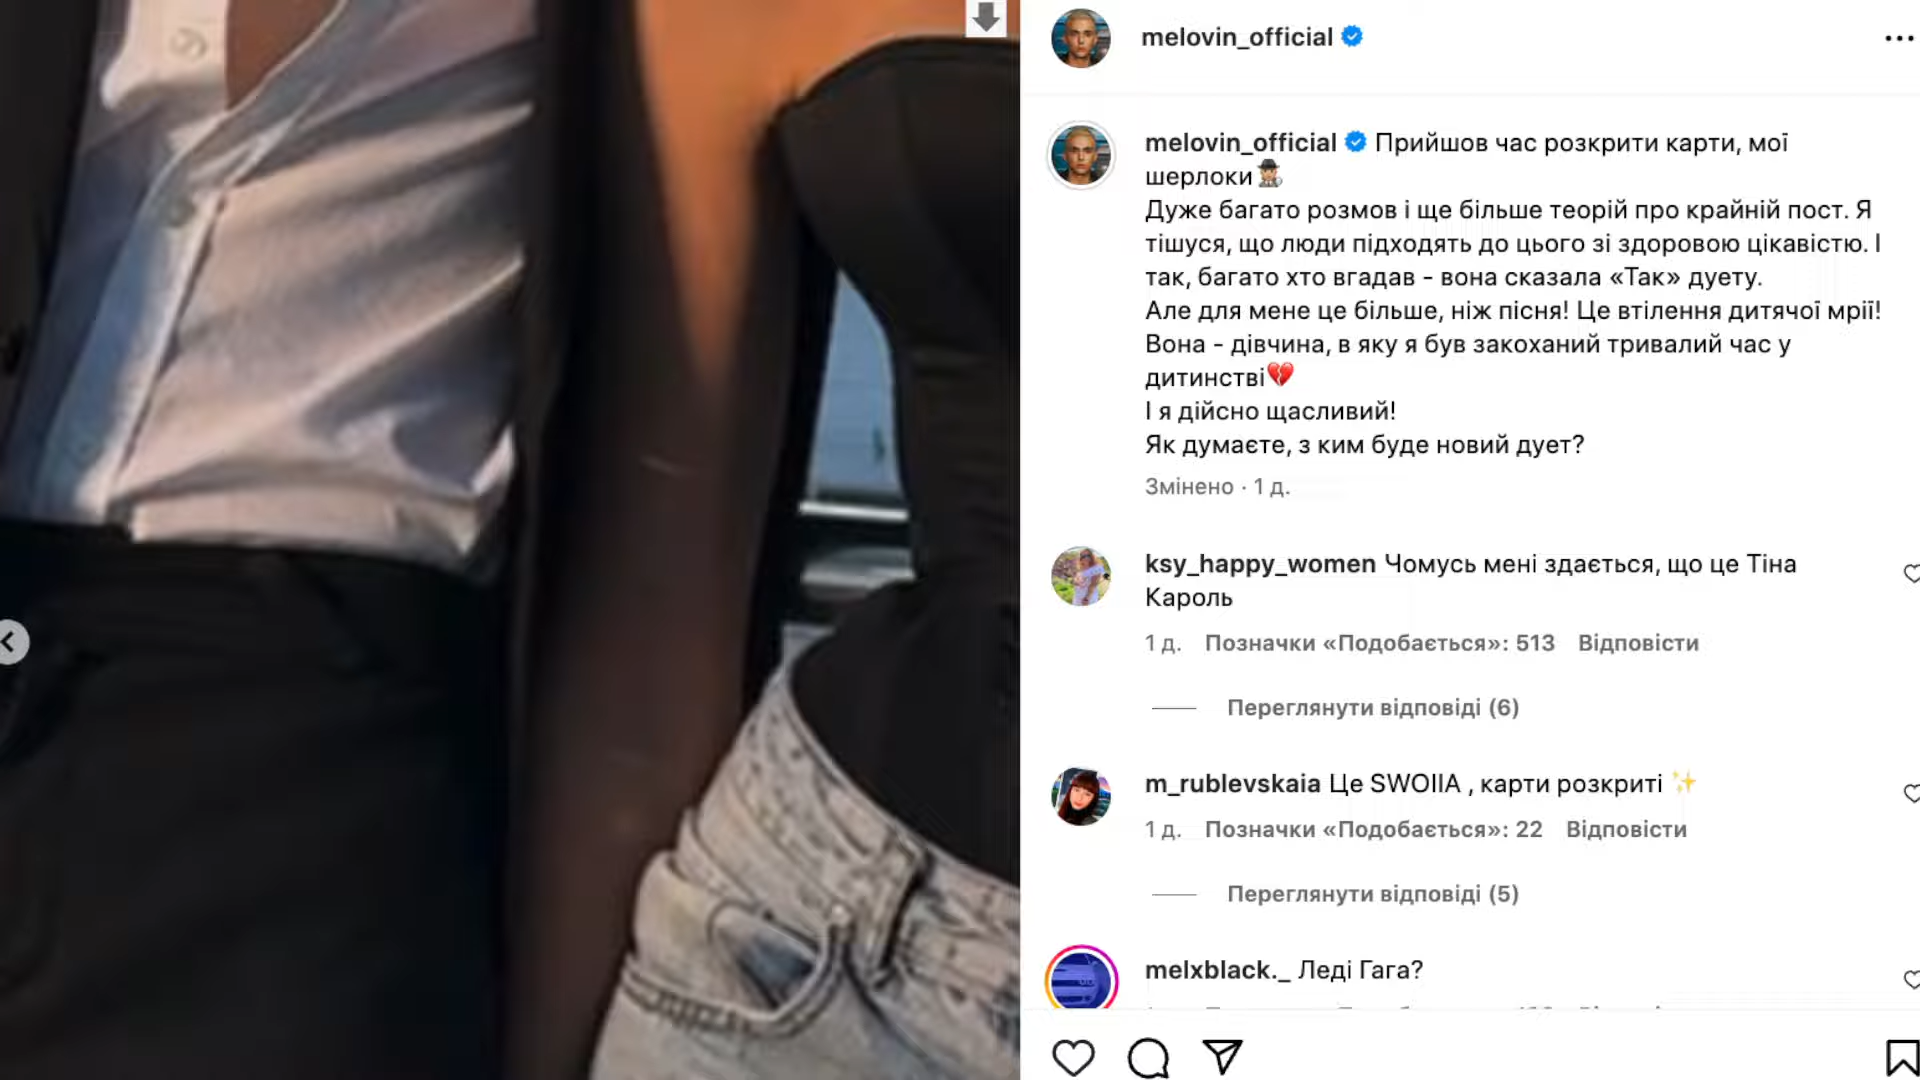 melovin_official
melovin_official Прийшов час розкрити карти, мої
шерлоки
Дуже багато розмов і ще більше теорій про крайній пост. Я
тішуся, що люди підходять до цього зі здоровою цікавістю. І
так, багато хто вгадав - вона сказала «Так» дуету.
Але для мене це більше, ніж пісня! Це втілення дитячої мрії!
Вона - дівчина, в яку я був закоханий тривалий час у
дитинстві
І я дійсно щасливий!
Як думаєте, з ким буде новий дует?
Змінено · 1 д.
ksy_happy_women Чомусь мені здається, що це Тіна
Кароль
1 д. Позначки «Подобається»: 513 Відповісти
Переглянути відповіді (6)
m_rublevskaia Це SWOIIA , карти розкриті
1 д. Позначки «Подобається»: 22 Відповісти
Переглянути відповіді (5)
melxblack._ Леді Гага?